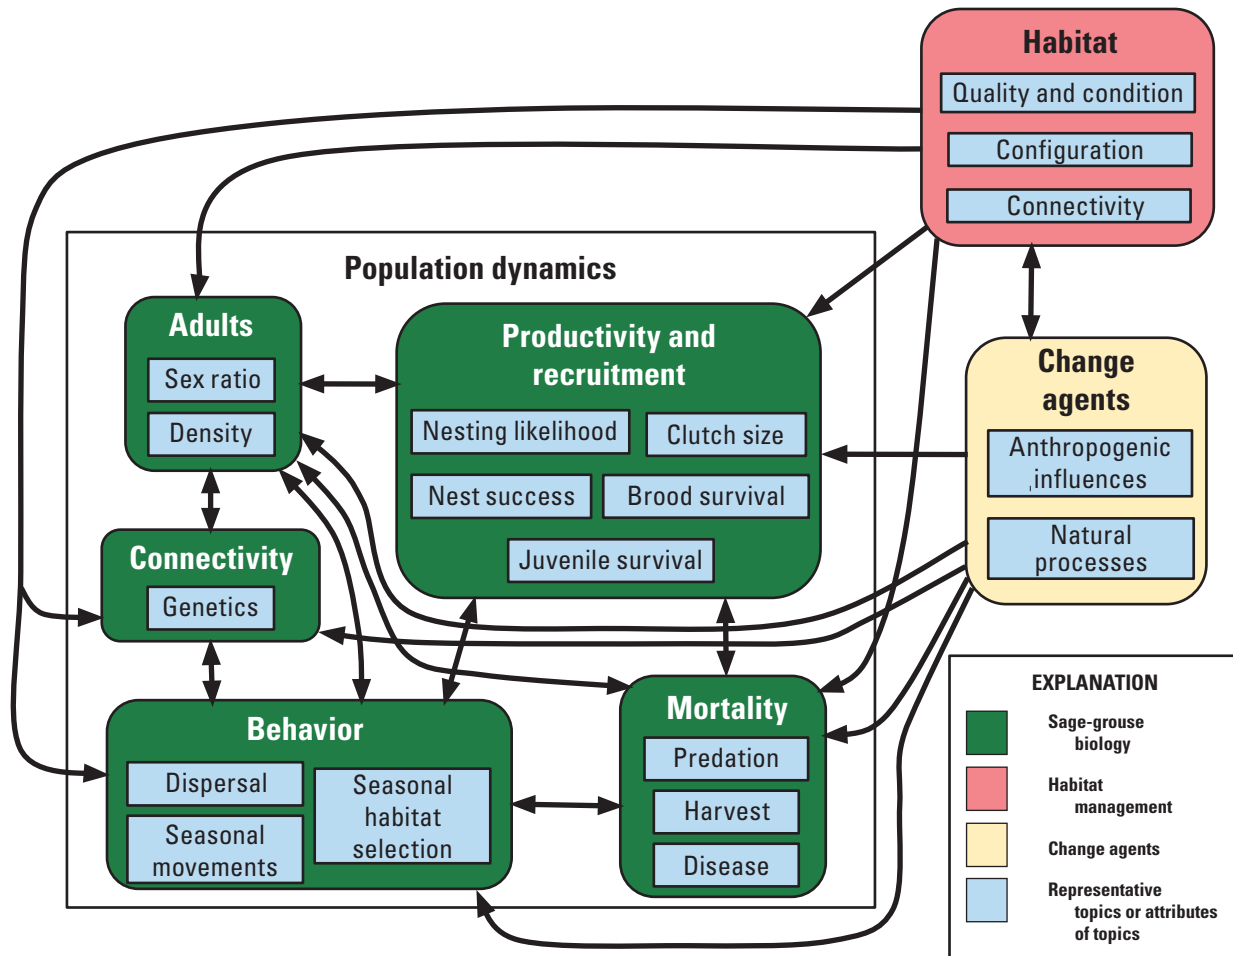 Habitat
Quality and condition
Configuration
Connectivity
Population dynamics
Adults
Sex ratio
Density
Productivity and
recruitment
Nesting likelihood
Clutch size
Nest success
Brood survival
Juvenile survival
Change
agents
Anthropogenic
influences
Natural
processes
Connectivity
Genetics
Behavior
Dispersal
Seasonal
movements
Seasonal
habitat
selection
Mortality
Predation
Harvest
Disease
EXPLANATION
Sage-grouse
biology
Habitat
management
Change agents
Representative
topics or attributes
of topics